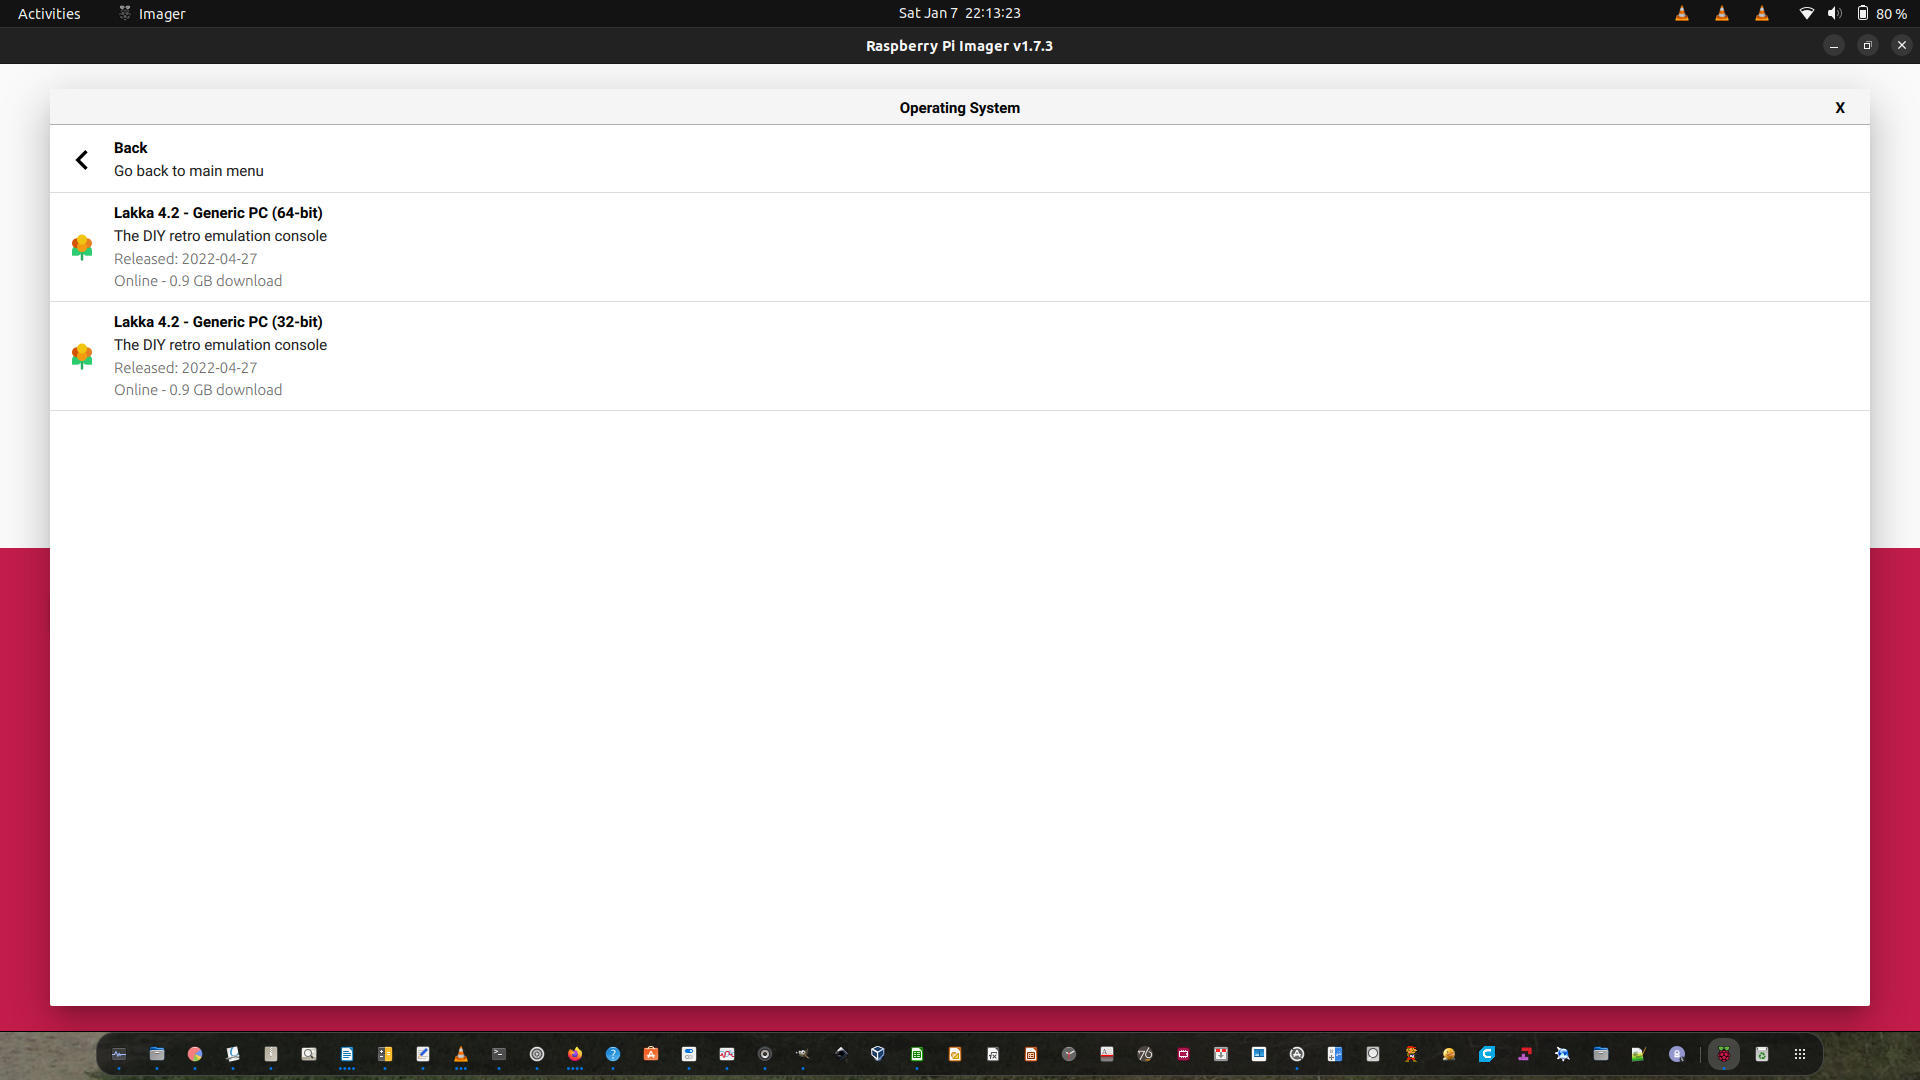 Activities
Imager
Sat Jan 7 22:13:23
80 %
Raspberry Pi Imager v1.7.3
Operating System
X
Back
Go back to main menu
Lakka 4.2 - Generic PC (64-bit)
The DIY retro emulation console
Released: 2022-04-27
Online - 0.9 GB download
Lakka 4.2 - Generic PC (32-bit)
The DIY retro emulation console
Released: 2022-04-27
Online - 0.9 GB download